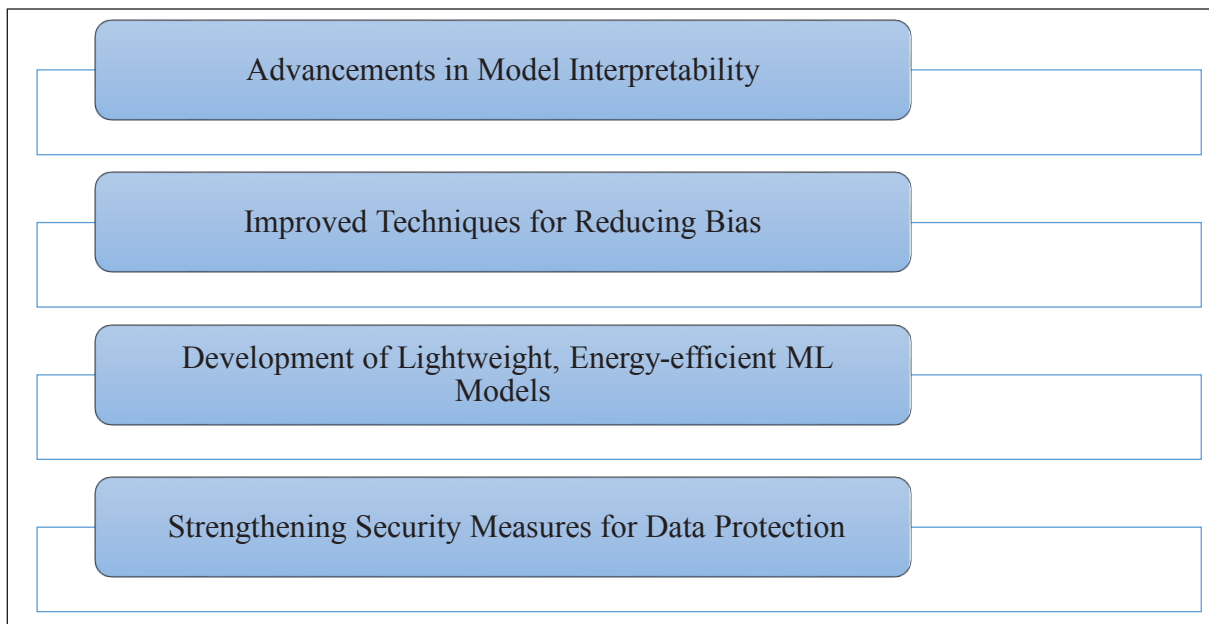 Advancements in Model Interpretability
Improved Techniques for Reducing Bias
Development of Lightweight, Energy-efficient ML
Models
Strengthening Security Measures for Data Protection